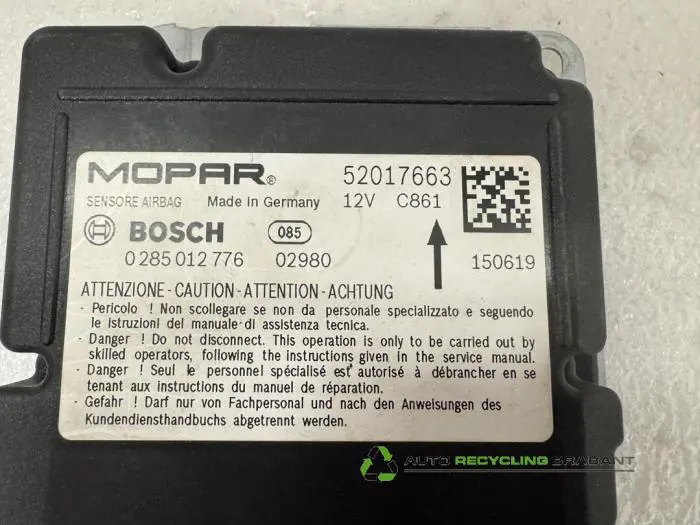 MOPAR® 52017663
SENSORE AIRBAG Made in Germany 12V C861
BOSCH 085
0 285 012 776 02980 150619
ATTENZIONE - CAUTION - ATTENTION - ACHTUNG
- Pericolo ! Non scollegare se non da personale specializzato e seguendo
le istruzioni del manuale di assistenza tecnica.
- Danger ! Do not disconnect. This operation is only to be carried out by
skilled operators, following the instructions given in the service manual.
- Danger ! Seul le personnel spécialisé est autorisé à débrancher en se
tenant aux instructions du manuel de réparation.
- Gefahr ! Darf nur von Fachpersonal und nach den Anweisungen des
Kundendiensthandbuchs abgetrennt werden.
AUTO RECYCLING BRABANT